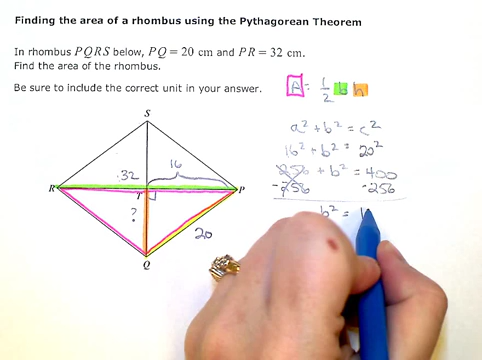 Finding the area of a rhombus using the Pythagorean Theorem
In rhombus PQRS below, PQ = 20 cm and PR = 32 cm.
Find the area of the rhombus.
Be sure to include the correct unit in your answer.
A = 1/2 b h
a² + b² = c²
16² + b² = 20²
256 + b² = 400
-256 -256
b² = 1
S
16
32
R
T
P
?
20
Q